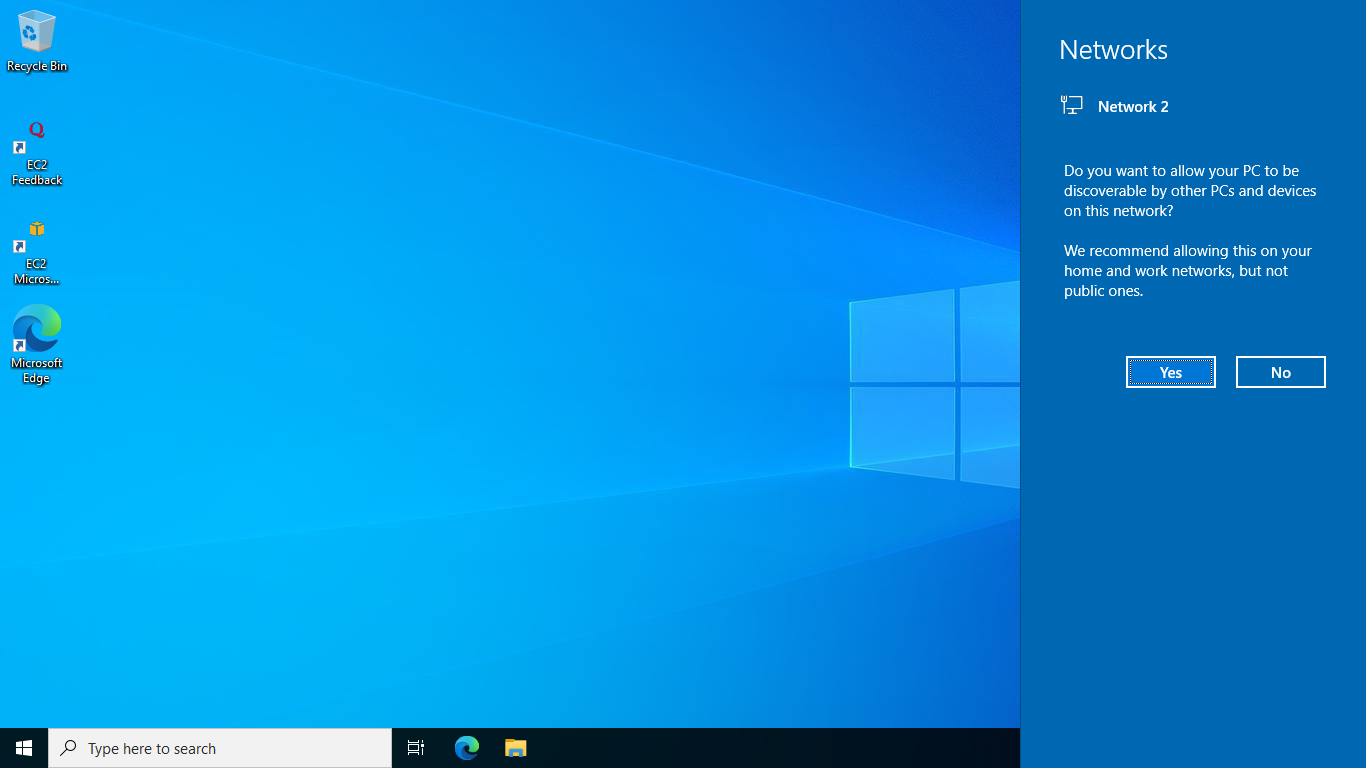 Recycle Bin
EC2
Feedback
EC2
Micros...
Microsoft
Edge
Networks
Network 2
Do you want to allow your PC to be
discoverable by other PCs and devices
on this network?
We recommend allowing this on your
home and work networks, but not
public ones.
Yes
No
Type here to search